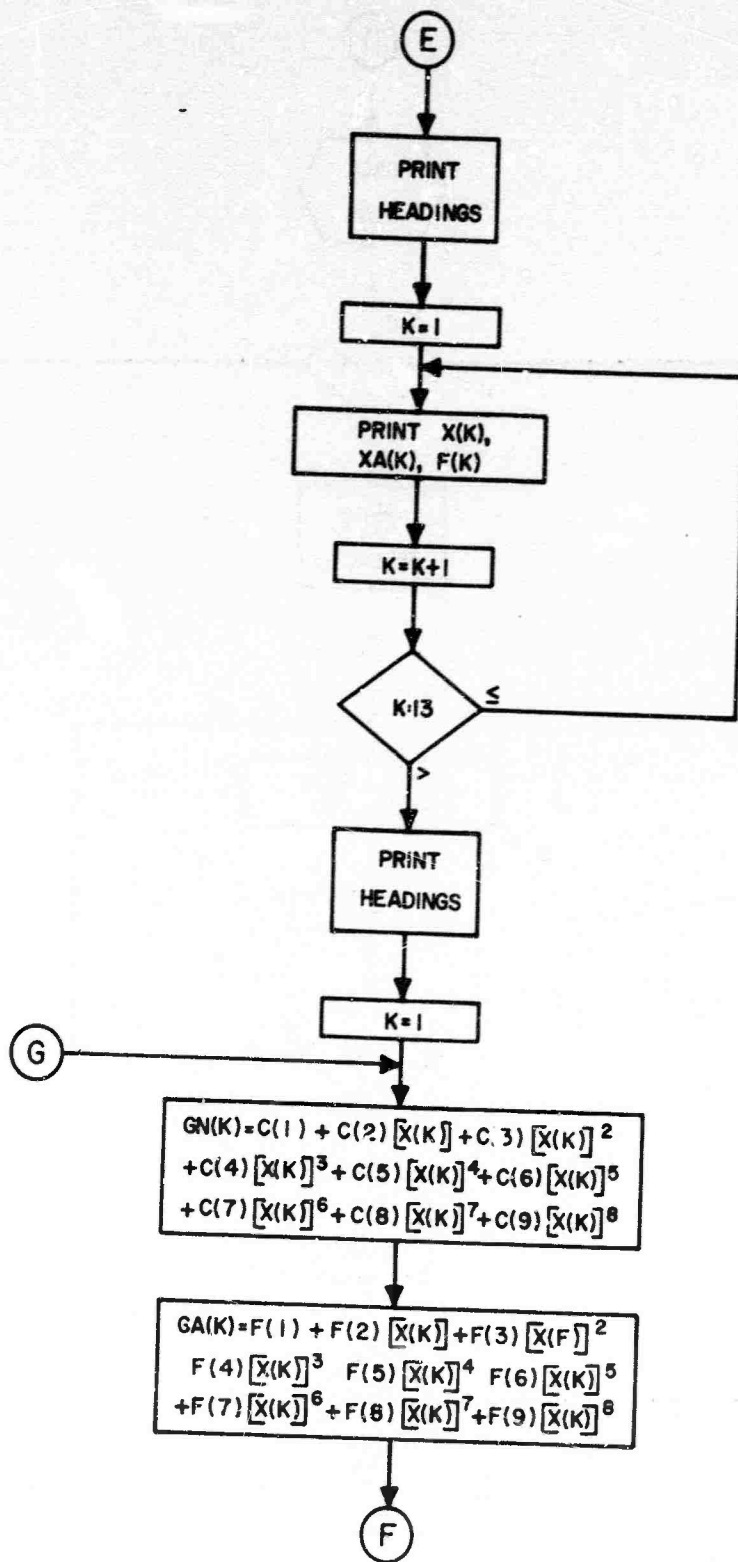 E
PRINT
HEADINGS
K=1
PRINT X(K),
XA(K), F(K)
K=K+1
K:13
≤
>
PRINT
HEADINGS
K=1
G
GN(K)=C(1) + C(2) [X(K)] +C(3) [X(K)]²
+C(4) [X(K)]³+C(5) [X(K)]⁴+C(6) [X(K)]⁵
+C(7) [X(K)]⁶+C(8) [X(K)]⁷+C(9) [X(K)]⁸
GA(K)=F(1) +F(2) [X(K)]+F(3) [X(F)]²
F(4) [X(K)]³ F(5) [X(K)]⁴ F(6) [X(K)]⁵
+F(7) [X(K)]⁶+F(8) [X(K)]⁷+F(9) [X(K)]⁸
F